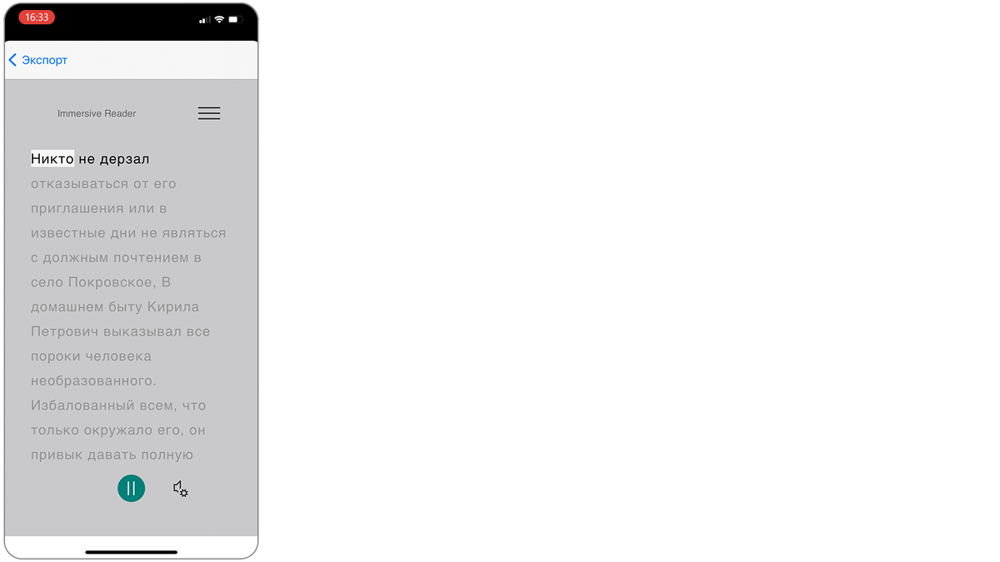 16:33
Экспорт
Immersive Reader
Никто не дерзал
отказываться от его
приглашения или в
известные дни не являться
с должным почтением в
село Покровское, В
домашнем быту Кирила
Петрович выказывал все
пороки человека
необразованного.
Избалованный всем, что
только окружало его, он
привык давать полную